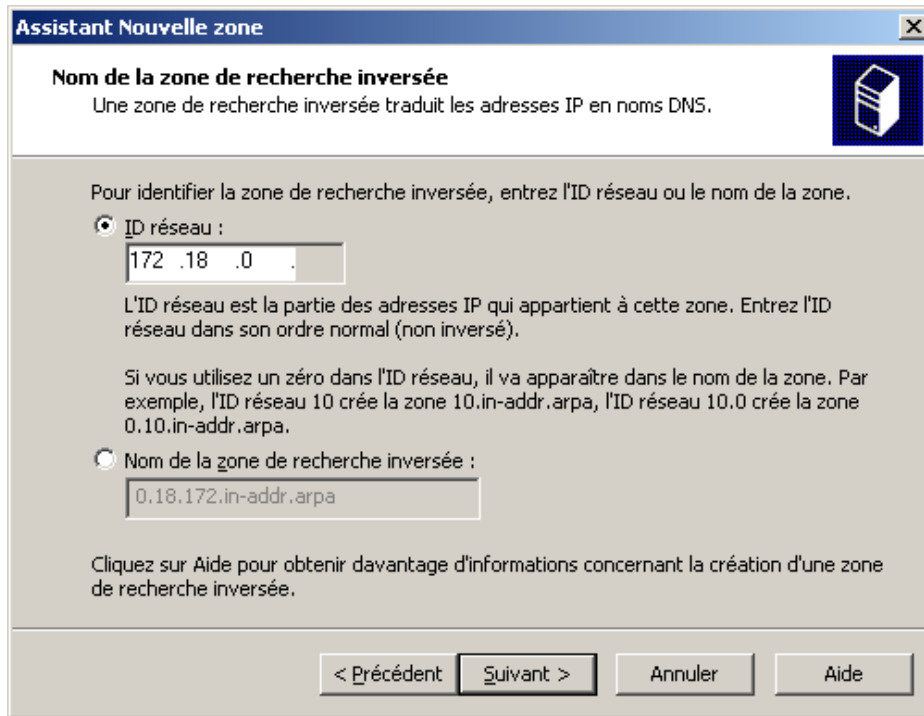 Assistant Nouvelle zone
Nom de la zone de recherche inversée
Une zone de recherche inversée traduit les adresses IP en noms DNS.
Pour identifier la zone de recherche inversée, entrez l'ID réseau ou le nom de la zone.
ID réseau :
172 .18 .0 .
L'ID réseau est la partie des adresses IP qui appartient à cette zone. Entrez l'ID
réseau dans son ordre normal (non inversé).
Si vous utilisez un zéro dans l'ID réseau, il va apparaître dans le nom de la zone. Par
exemple, l'ID réseau 10 crée la zone 10.in-addr.arpa, l'ID réseau 10.0 crée la zone
0.10.in-addr.arpa.
Nom de la zone de recherche inversée :
0.18.172.in-addr.arpa
Cliquez sur Aide pour obtenir davantage d'informations concernant la création d'une zone
de recherche inversée.
< Précédent Suivant > Annuler Aide